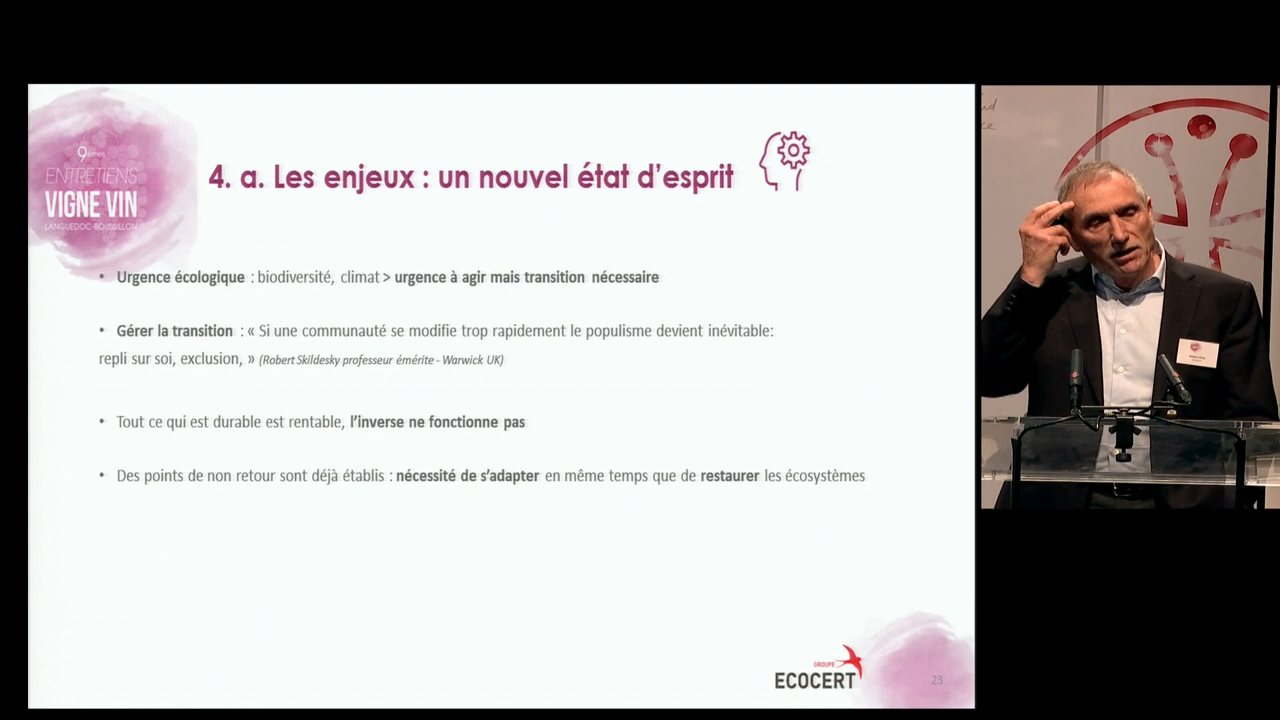 9èmes
ENTRETIENS
VIGNE VIN
LANGUEDOC-ROUSSILLON
4. a. Les enjeux : un nouvel état d’esprit
• Urgence écologique : biodiversité, climat > urgence à agir mais transition nécessaire
• Gérer la transition : « Si une communauté se modifie trop rapidement le populisme devient inévitable:
repli sur soi, exclusion, » (Robert Skildesky professeur émérite - Warwick UK)
• Tout ce qui est durable est rentable, l’inverse ne fonctionne pas
• Des points de non retour sont déjà établis : nécessité de s’adapter en même temps que de restaurer les écosystèmes
GROUPE
ECOCERT
23